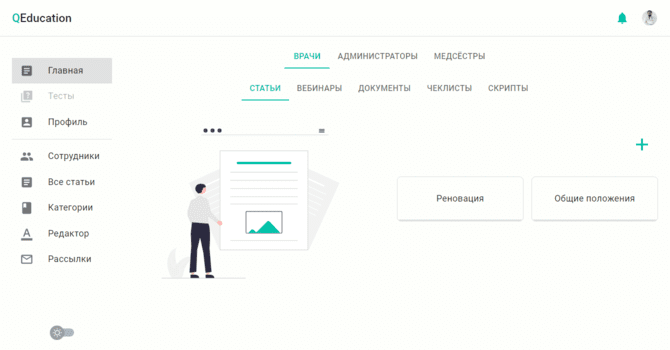 QEducation
ВРАЧИ АДМИНИСТРАТОРЫ МЕДСЁСТРЫ
СТАТЬИ ВЕБИНАРЫ ДОКУМЕНТЫ ЧЕКЛИСТЫ СКРИПТЫ
Главная
Тесты
Профиль
Сотрудники
Все статьи
Категории
Редактор
Рассылки
Реновация
Общие положения